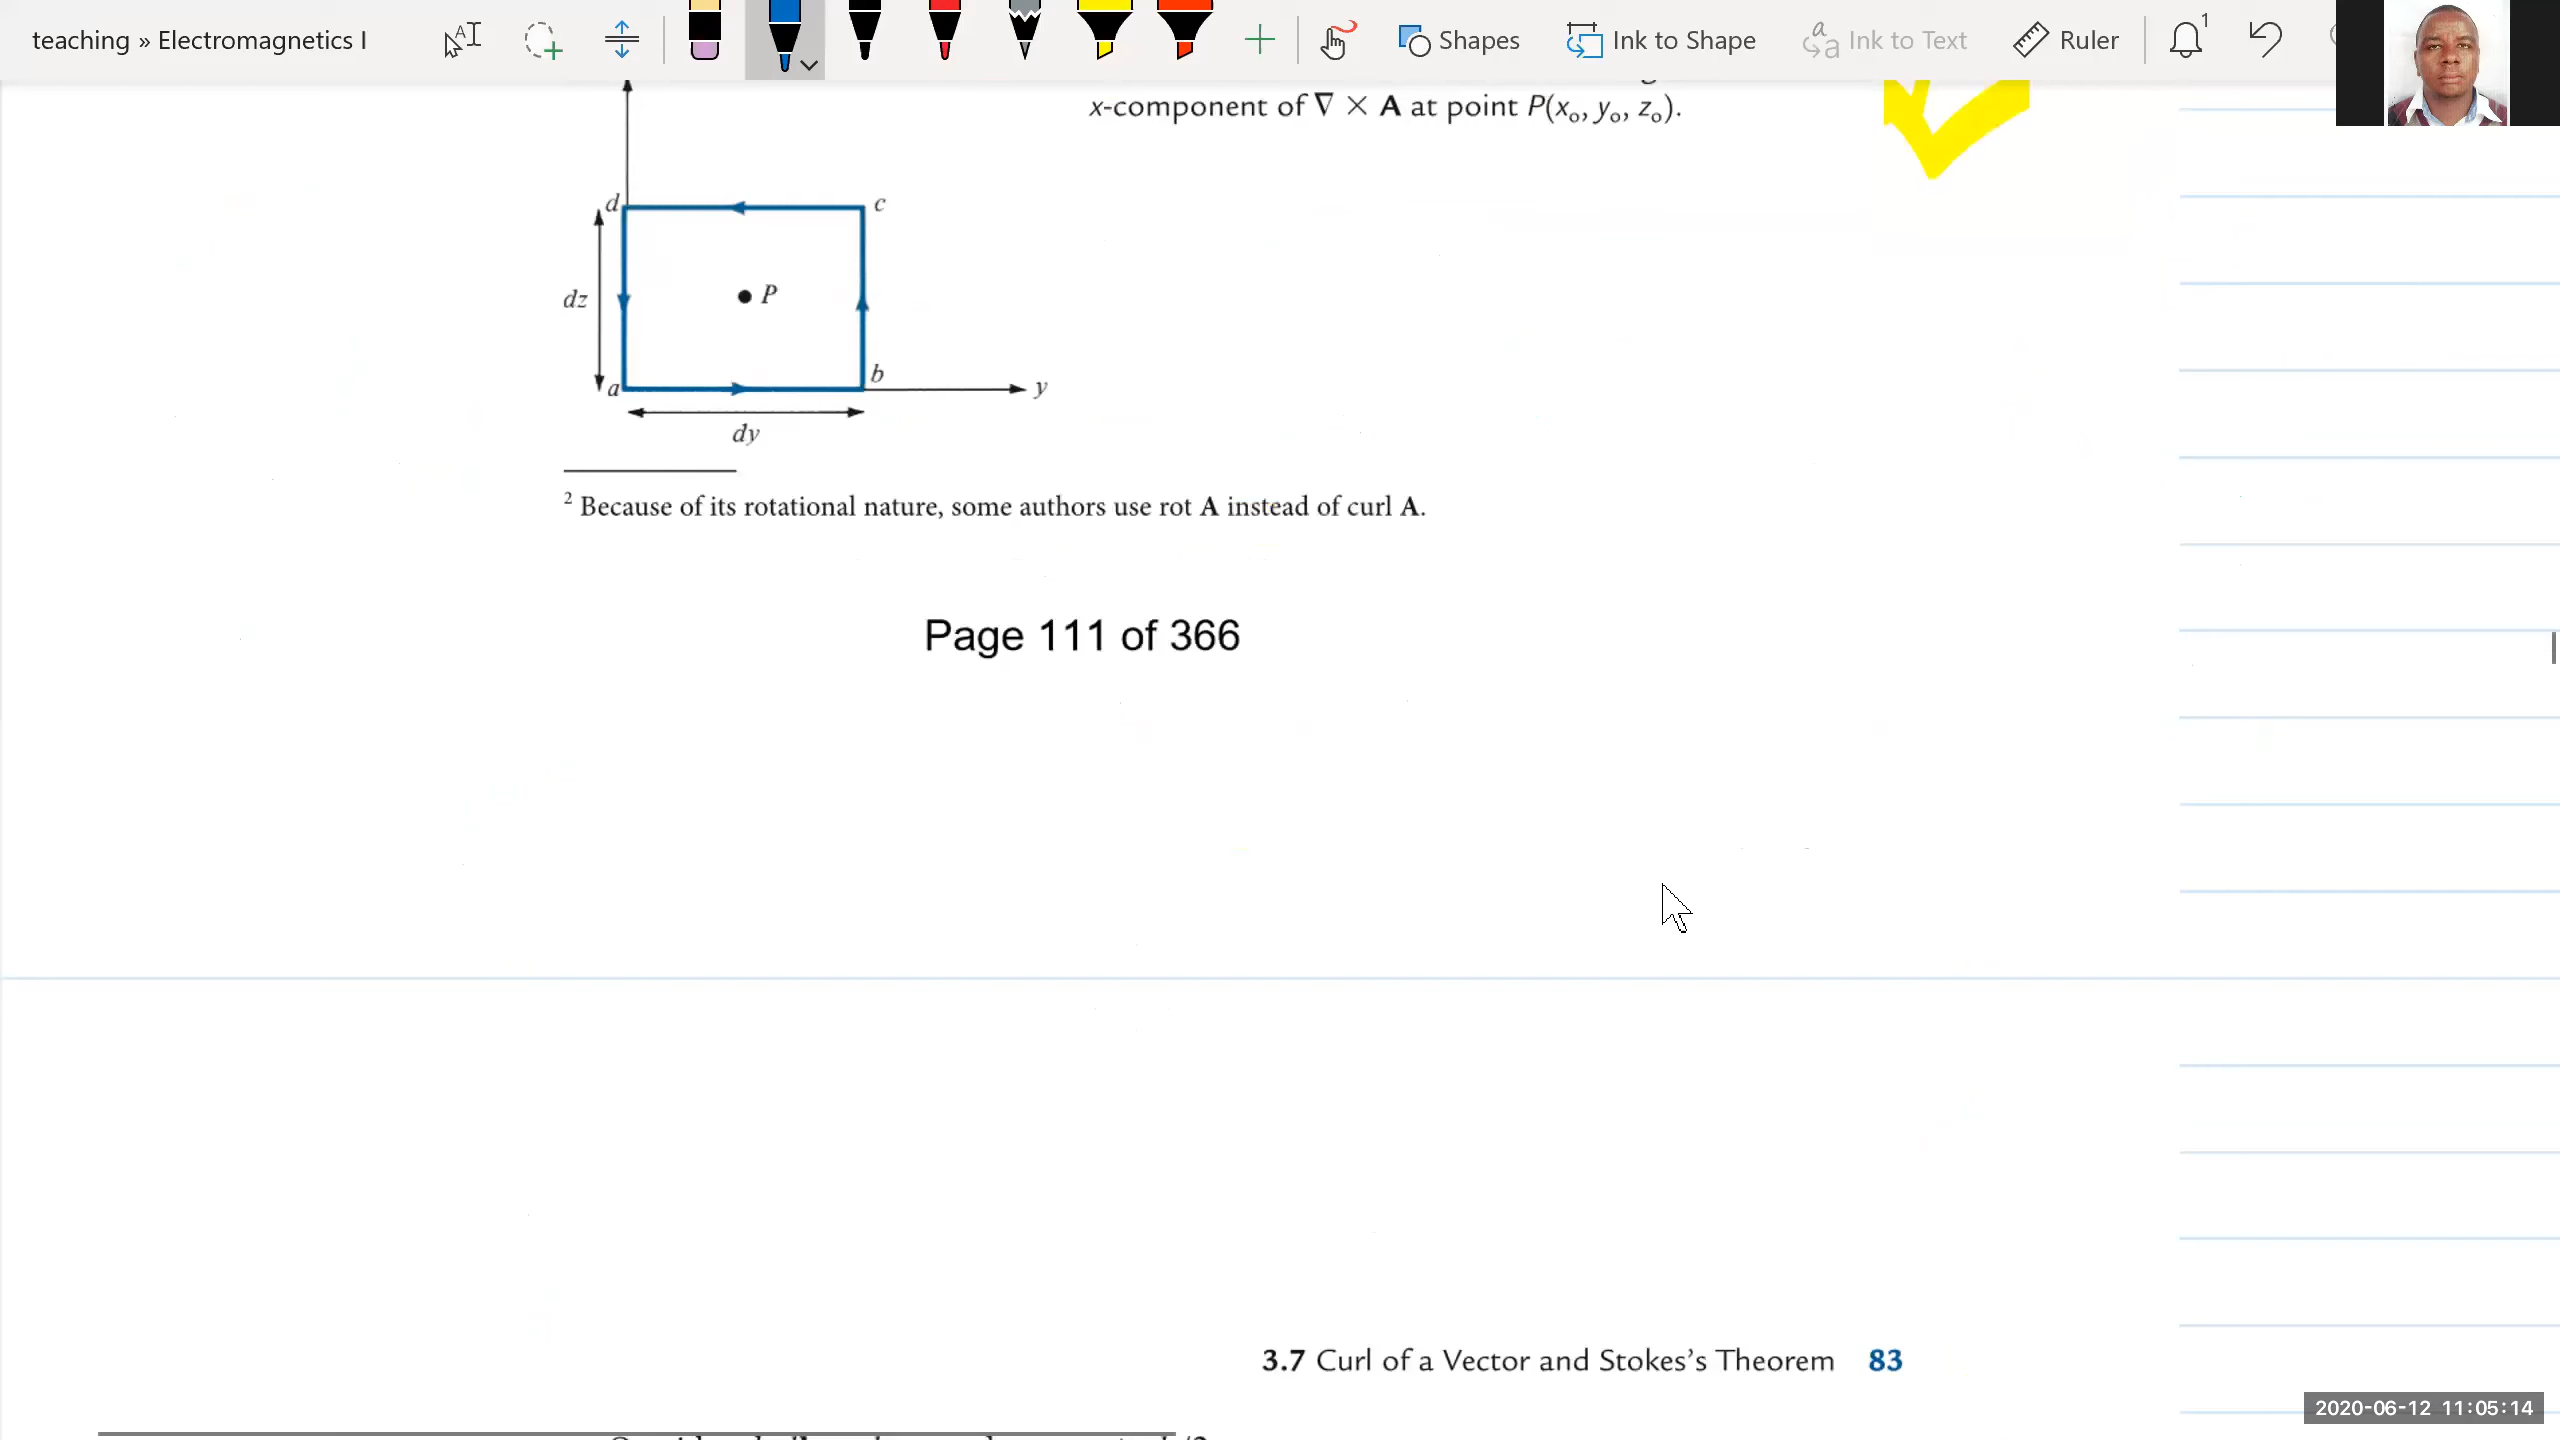 teaching » Electromagnetics I
Shapes
Ink to Shape
Ink to Text
Ruler
1
x-component of ∇ × A at point P(xₒ, yₒ, zₒ).
d
c
dz
P
a
b
y
dy
² Because of its rotational nature, some authors use rot A instead of curl A.
Page 111 of 366
3.7 Curl of a Vector and Stokes’s Theorem 83
2020-06-12 11:05:14